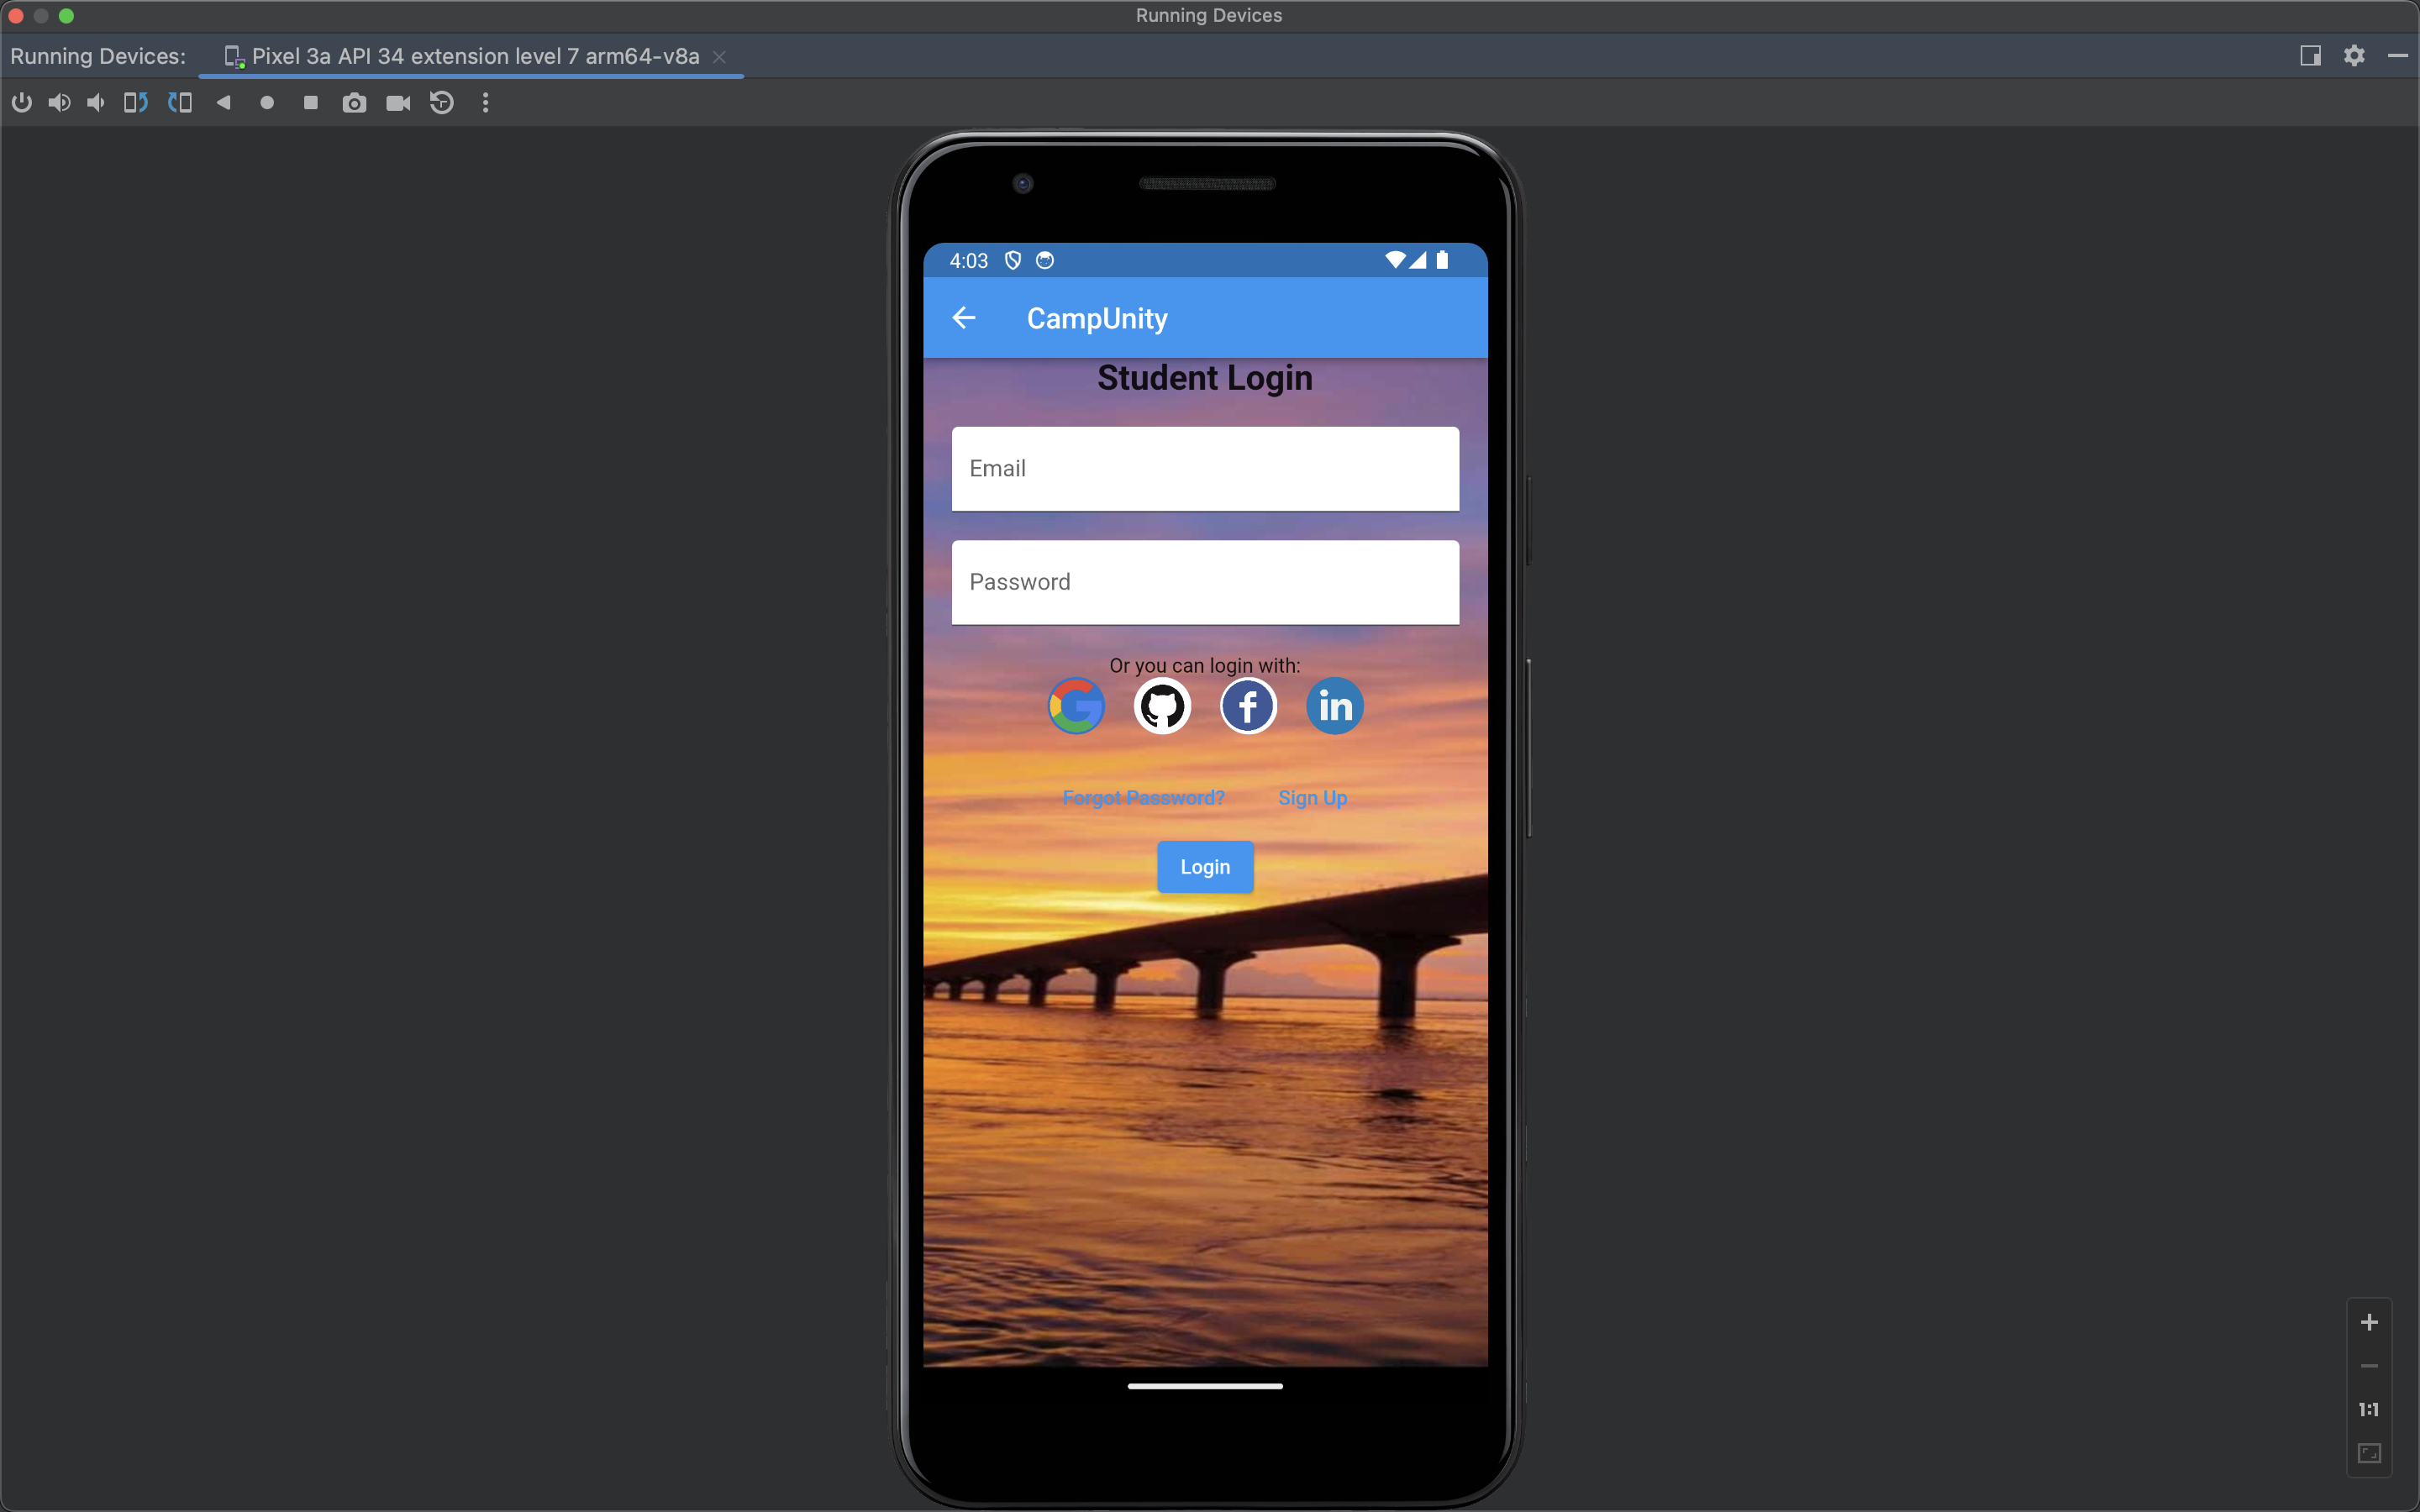 Running Devices
Running Devices: Pixel 3a API 34 extension level 7 arm64-v8a
4:03
CampUnity
Student Login
Email
Password
Or you can login with:
G f in
Forgot Password? Sign Up
Login
1:1